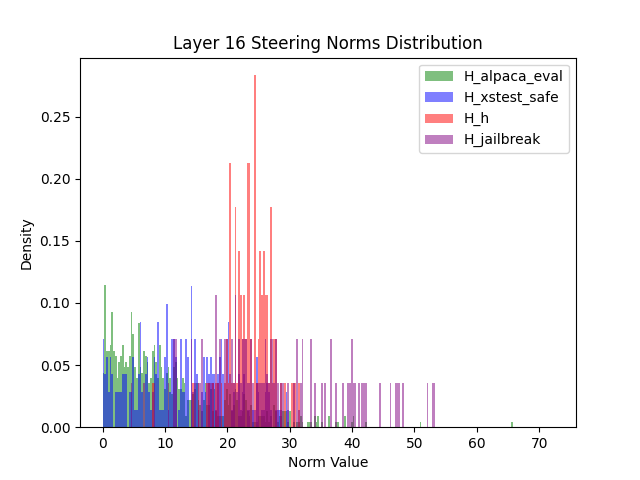 Layer 16 Steering Norms Distribution
H_alpaca_eval
H_xstest_safe
H_h
H_jailbreak
Density
0.25
0.20
0.15
0.10
0.05
0.00
0 10 20 30 40 50 60 70
Norm Value